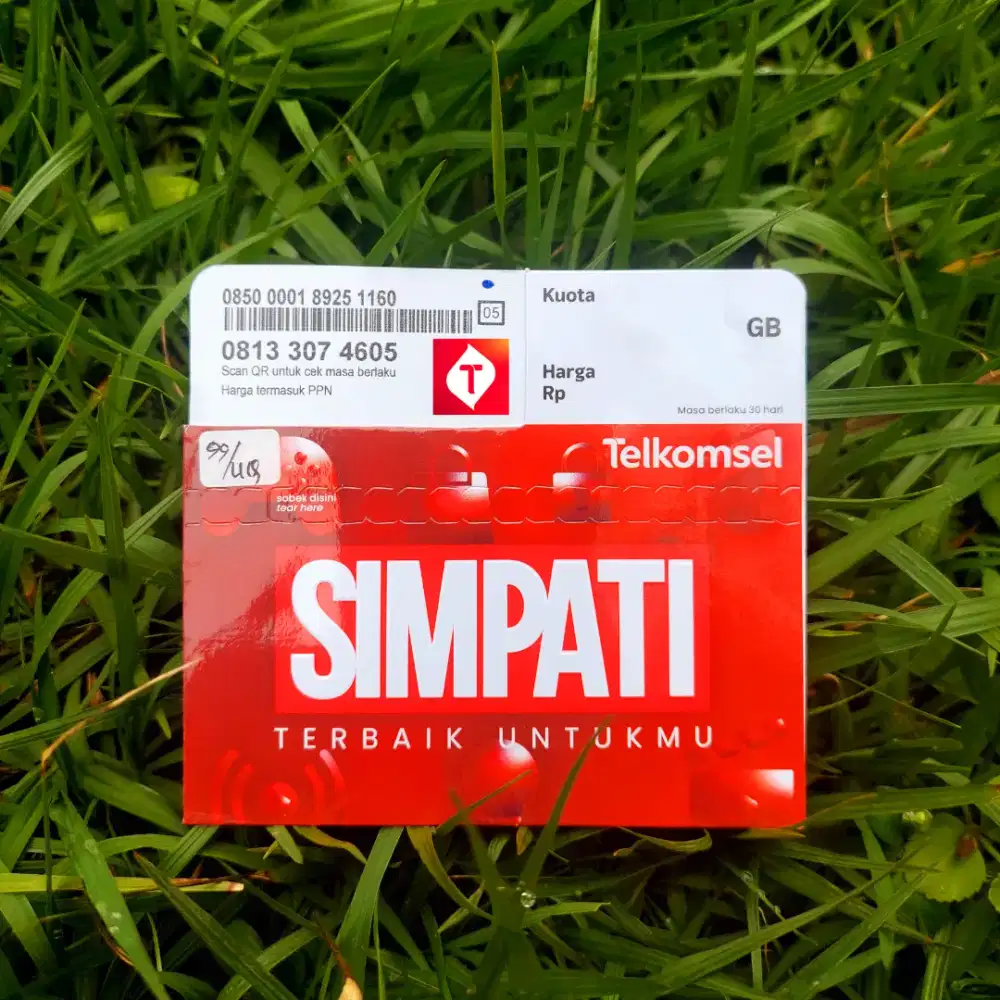 0850 0001 8925 1160
05
0813 307 4605
Scan QR untuk cek masa berlaku
Harga termasuk PPN
T
Kuota
GB
Harga
Rp
Masa berlaku 30 hari
Telkomsel
sobek disini
tear here
SIMPATI
TERBAIK UNTUKMU